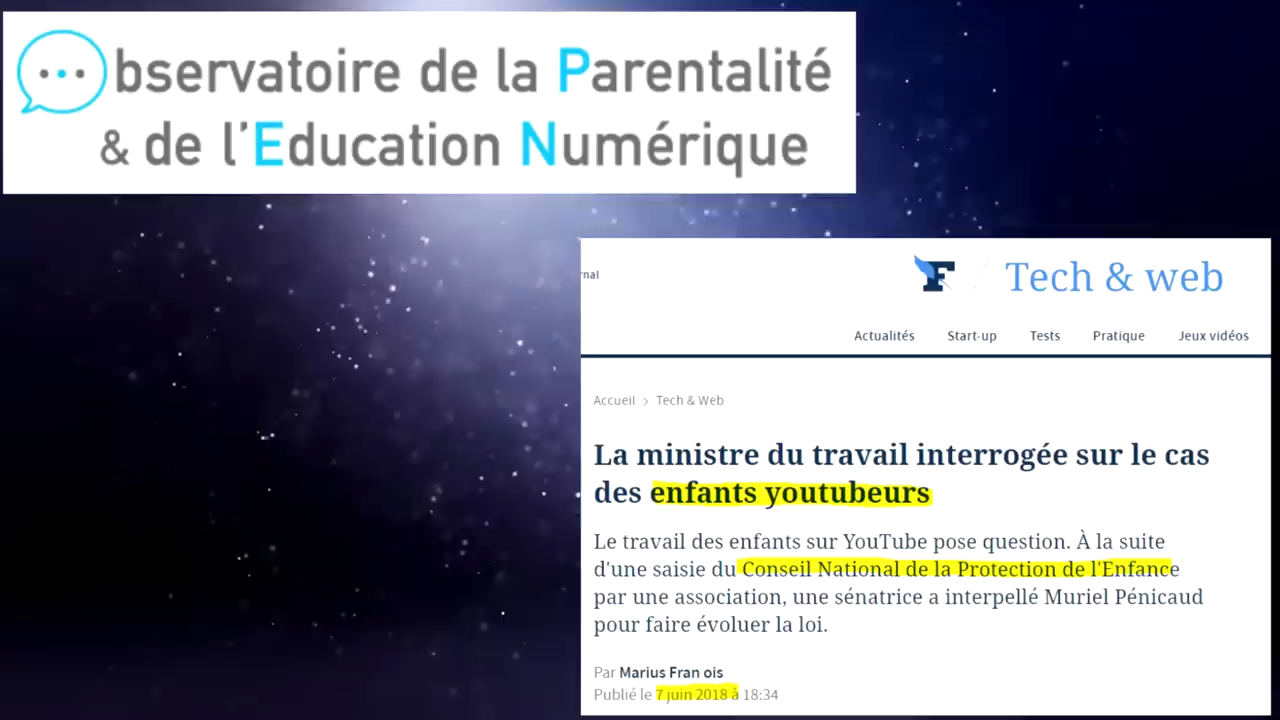 bservatoire de la Parentalité
& de l'Education Numérique
rnal
F Tech & web
Actualités Start-up Tests Pratique Jeux vidéos
Accueil > Tech & Web
La ministre du travail interrogée sur le cas
des enfants youtubeurs
Le travail des enfants sur YouTube pose question. À la suite
d'une saisie du Conseil National de la Protection de l'Enfance
par une association, une sénatrice a interpellé Muriel Pénicaud
pour faire évoluer la loi.
Par Marius Fran ois
Publié le 7 juin 2018 à 18:34